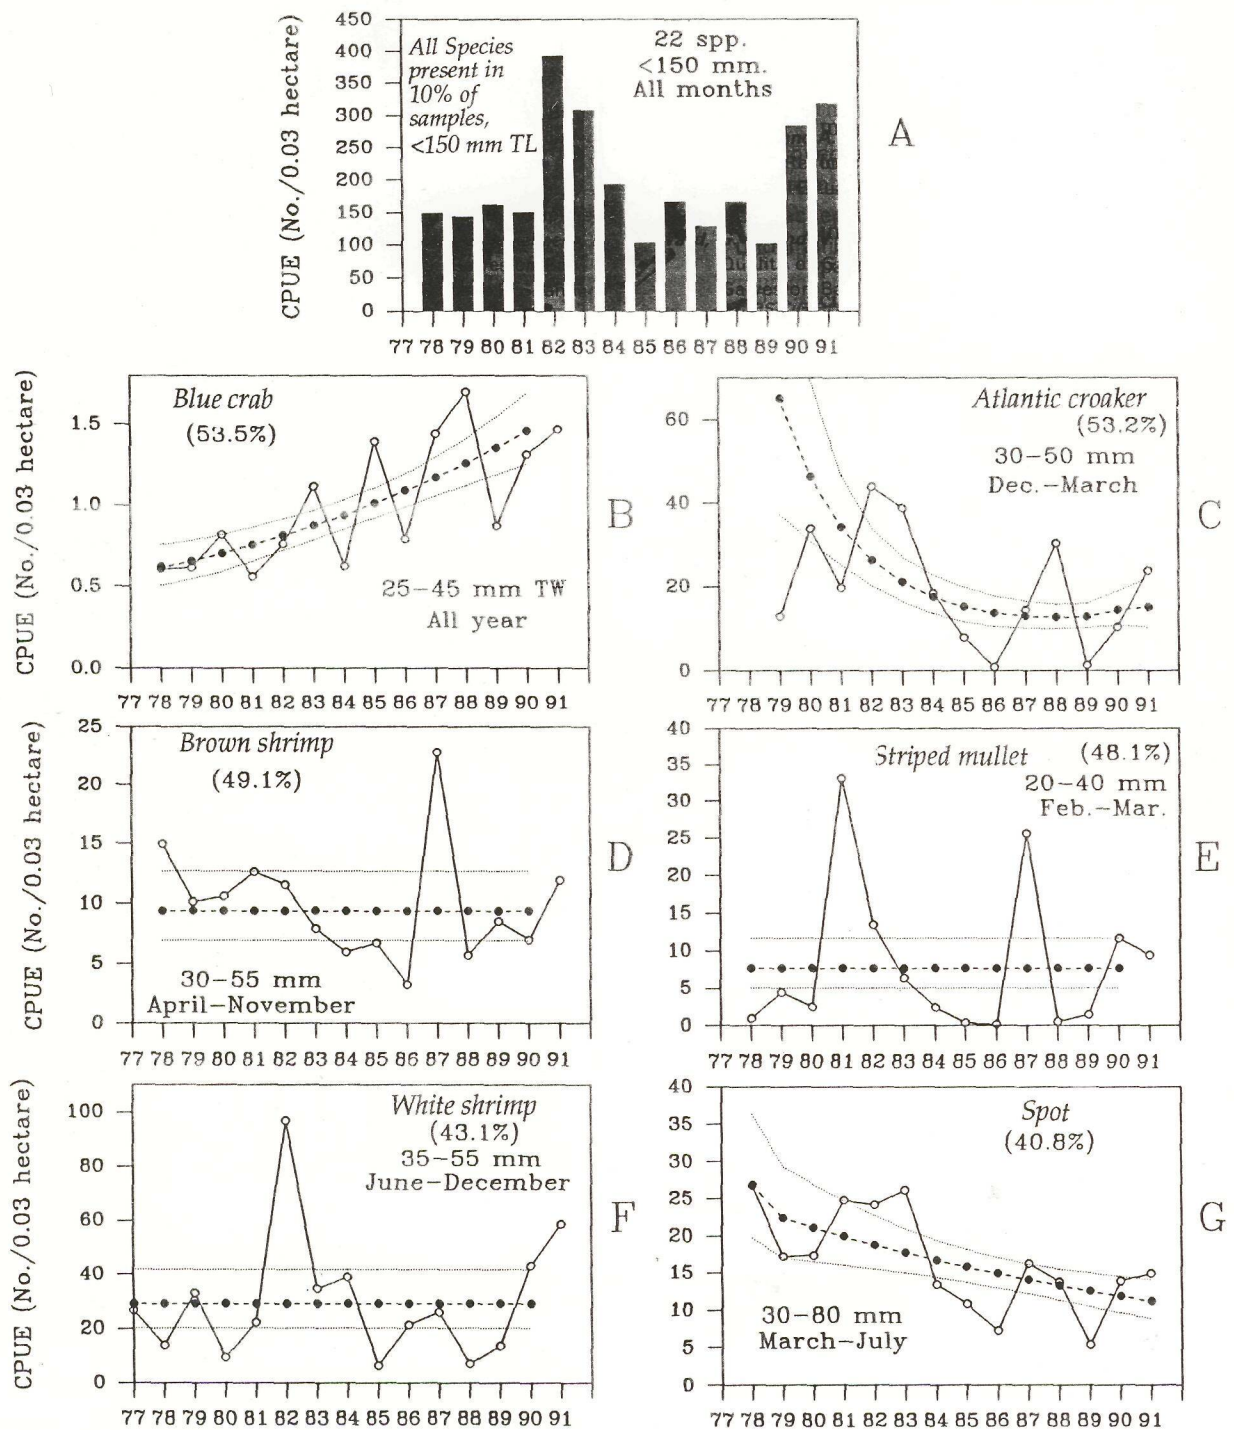 CPUE (No./0.03 hectare)
450
400
350
300
250
200
150
100
50
0
All Species
present in
10% of
samples,
<150 mm TL
22 spp.
<150 mm.
All months
A
77 78 79 80 81 82 83 84 85 86 87 88 89 90 91
CPUE (No./0.03 hectare)
1.5
1.0
0.5
0.0
Blue crab
(53.5%)
25-45 mm TW
All year
B
77 78 79 80 81 82 83 84 85 86 87 88 89 90 91
60
40
20
0
Atlantic croaker
(53.2%)
30-50 mm
Dec.-March
C
77 78 79 80 81 82 83 84 85 86 87 88 89 90 91
CPUE (No./0.03 hectare)
25
20
15
10
5
0
Brown shrimp
(49.1%)
30-55 mm
April-November
D
77 78 79 80 81 82 83 84 85 86 87 88 89 90 91
40
35
30
25
20
15
10
5
0
Striped mullet (48.1%)
20-40 mm
Feb.-Mar.
E
77 78 79 80 81 82 83 84 85 86 87 88 89 90 91
CPUE (No./0.03 hectare)
100
80
60
40
20
0
White shrimp
(43.1%)
35-55 mm
June-December
F
77 78 79 80 81 82 83 84 85 86 87 88 89 90 91
40
35
30
25
20
15
10
5
0
Spot
(40.8%)
30-80 mm
March-July
G
77 78 79 80 81 82 83 84 85 86 87 88 89 90 91